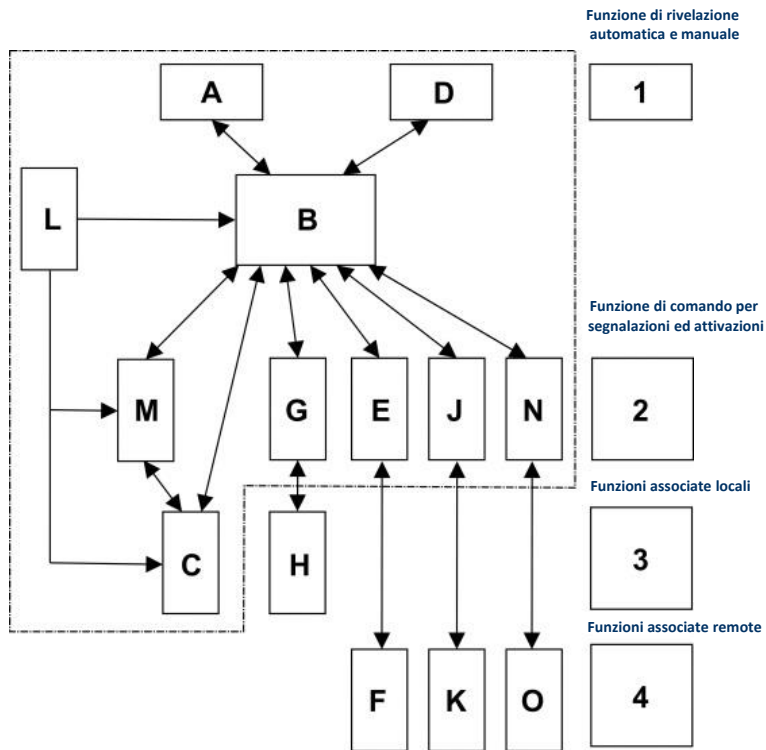 Funzione di rivelazione
automatica e manuale
A
D
1
L
B
Funzione di comando per
segnalazioni ed attivazioni
M
G
E
J
N
2
Funzioni associate locali
C
H
3
Funzioni associate remote
F
K
O
4